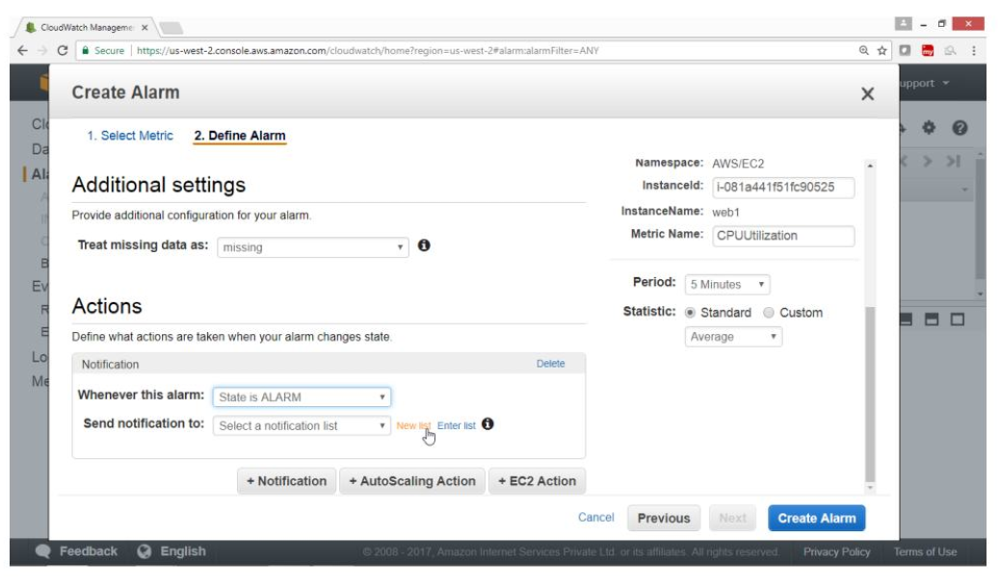 CloudWatch Manageme
Secure | https://us-west-2.console.aws.amazon.com/cloudwatch/home?region=us-west-2#alarm:alarmFilter=ANY
Create Alarm
upport
1. Select Metric 2. Define Alarm
Additional settings
Provide additional configuration for your alarm.
Treat missing data as: missing
Actions
Define what actions are taken when your alarm changes state.
Notification Delete
Whenever this alarm: State is ALARM
Send notification to: Select a notification list New list Enter list
+ Notification + AutoScaling Action + EC2 Action
Namespace: AWS/EC2
InstanceId: i-081a441f51fc90525
InstanceName: web1
Metric Name: CPUUtilization
Period: 5 Minutes
Statistic: Standard Custom
Average
Cancel Previous Next Create Alarm
Feedback English © 2008 - 2017, Amazon Internet Services Private Ltd. or its affiliates. All rights reserved. Privacy Policy Terms of Use